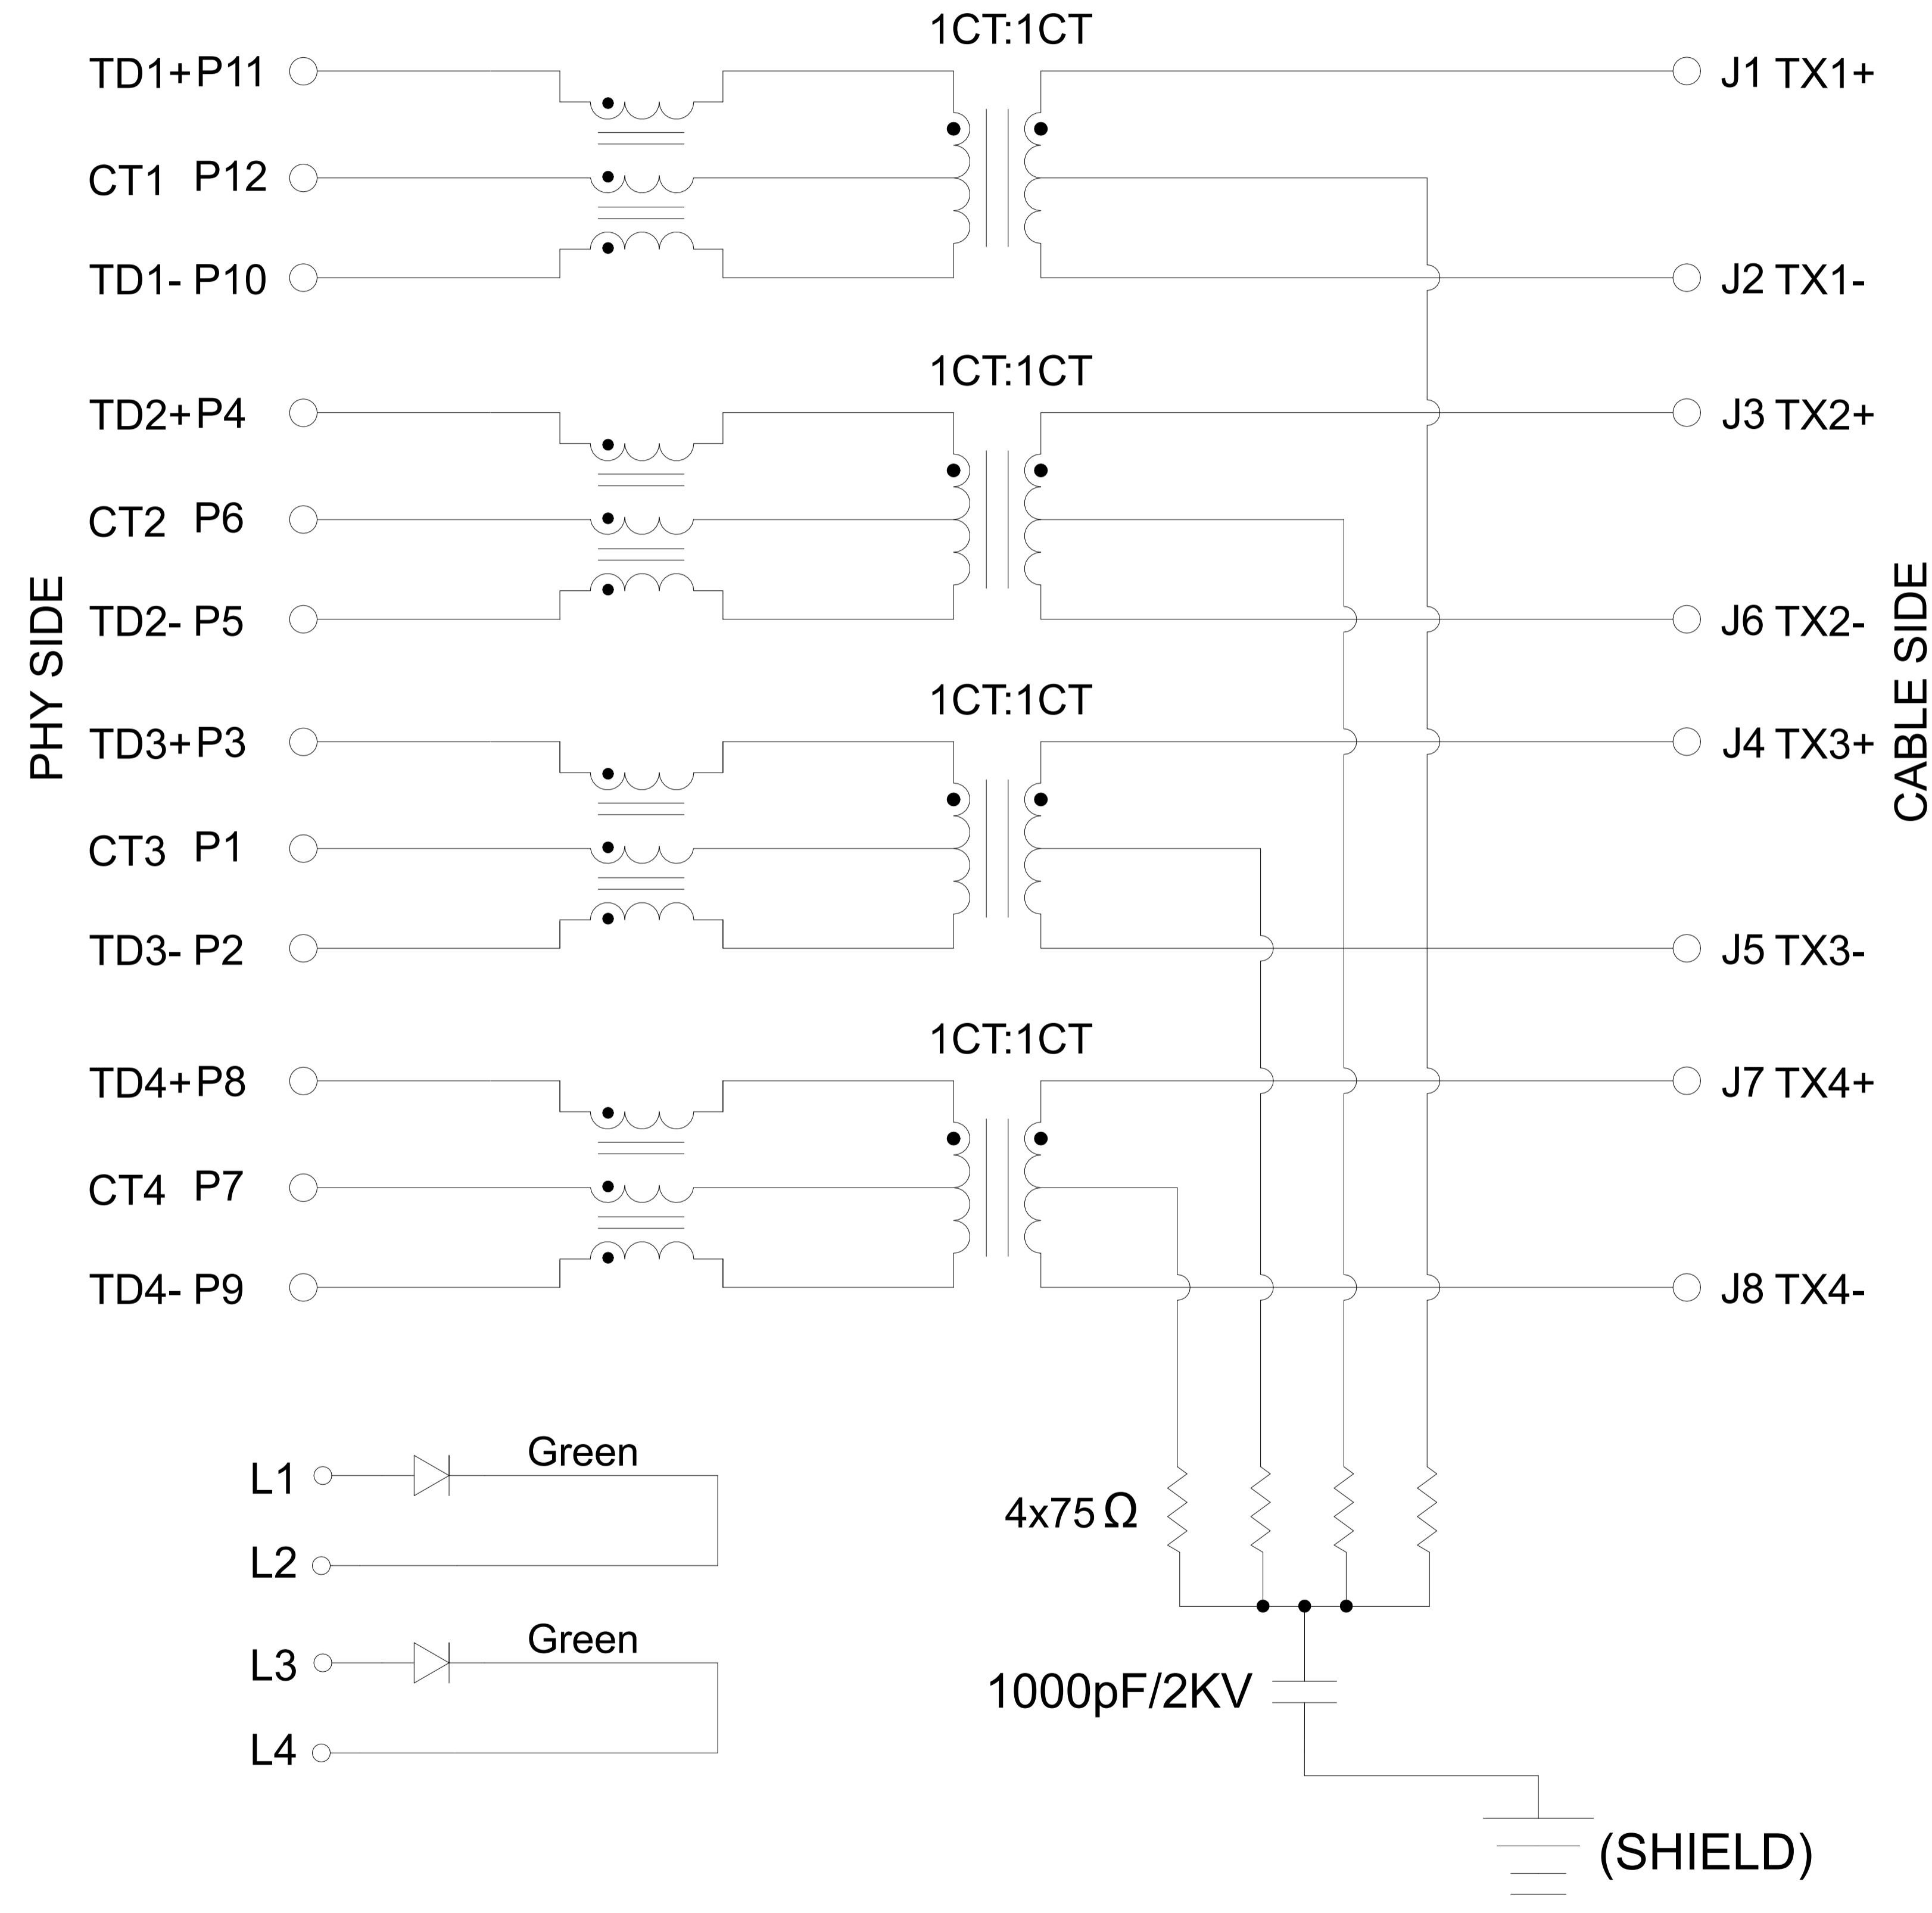 1CT:1CT
TD1+ P11
J1 TX1+
CT1 P12
TD1- P10
J2 TX1-
1CT:1CT
TD2+ P4
J3 TX2+
CT2 P6
TD2- P5
J6 TX2-
PHY SIDE
CABLE SIDE
1CT:1CT
TD3+ P3
J4 TX3+
CT3 P1
TD3- P2
J5 TX3-
1CT:1CT
TD4+ P8
J7 TX4+
CT4 P7
TD4- P9
J8 TX4-
Green
L1
4x75 Ω
L2
Green
L3
1000pF/2KV
L4
(SHIELD)